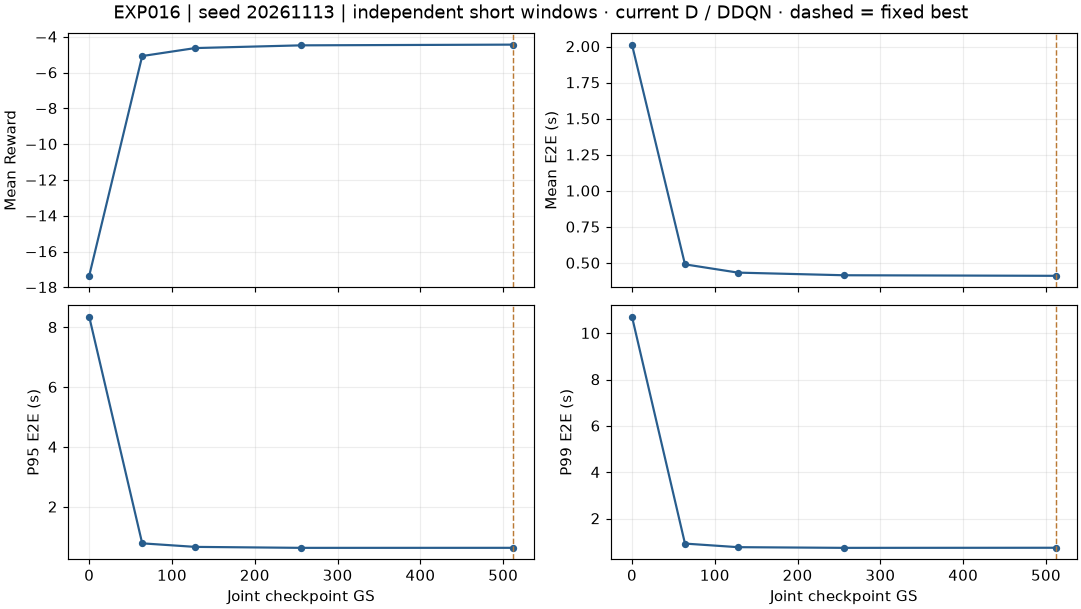 EXP016 | seed 20261113 | independent short windows · current D / DDQN · dashed = fixed best
Mean Reward
−4
−6
−8
−10
−12
−14
−16
−18
Mean E2E (s)
2.00
1.75
1.50
1.25
1.00
0.75
0.50
P95 E2E (s)
8
6
4
2
0 100 200 300 400 500
Joint checkpoint GS
P99 E2E (s)
10
8
6
4
2
0 100 200 300 400 500
Joint checkpoint GS